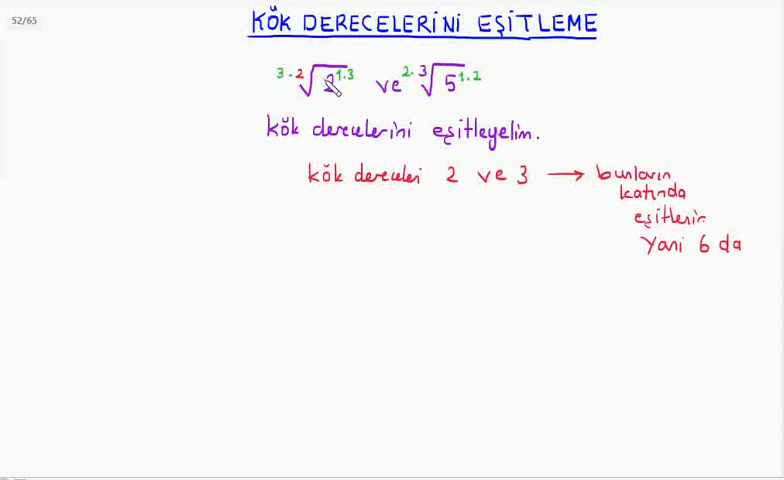 52/65
KÖK DERECELERİNİ EŞİTLEME
3·2√2^1.3 ve 2·3√5^1.2
kök derecelerini eşitleyelim.
kök dereceleri 2 ve 3 → bunların
katında
eşitlenir
Yani 6 da